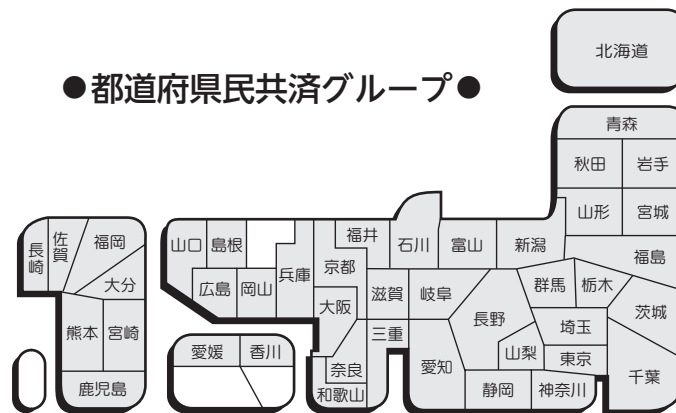 ●都道府県民共済グループ●
北海道
青森
秋田 岩手
山形 宮城
福島
長崎 佐賀 福岡
大分
熊本 宮崎
鹿児島
山口 島根
広島 岡山 兵庫
京都 福井 石川 富山 新潟
大阪 滋賀 岐阜 長野 群馬 栃木 茨城
埼玉
三重 愛知 山梨 東京 千葉
奈良
和歌山 静岡 神奈川
愛媛 香川